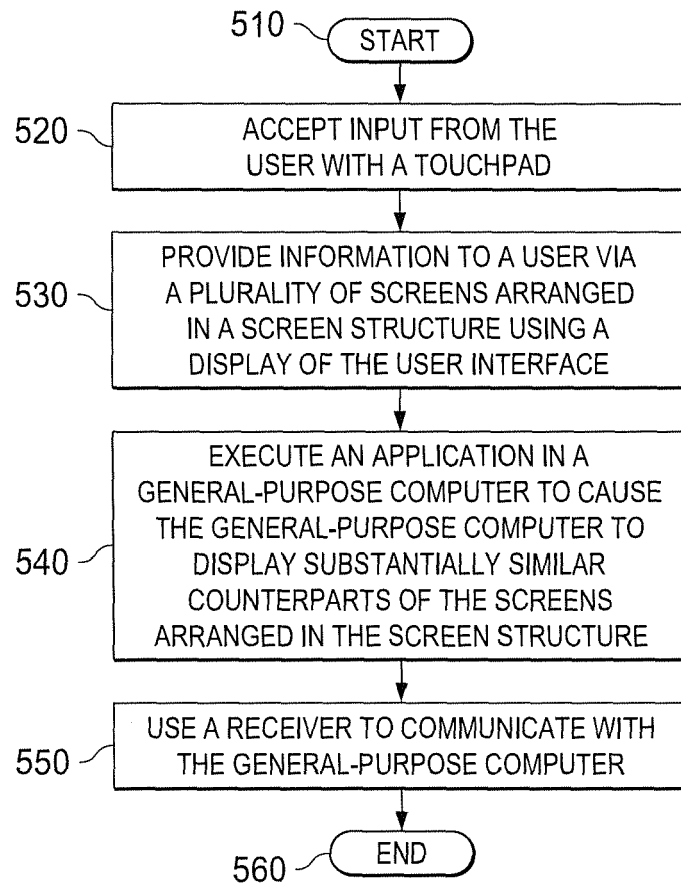 510
START
520
ACCEPT INPUT FROM THE
USER WITH A TOUCHPAD
530
PROVIDE INFORMATION TO A USER VIA
A PLURALITY OF SCREENS ARRANGED
IN A SCREEN STRUCTURE USING A
DISPLAY OF THE USER INTERFACE
540
EXECUTE AN APPLICATION IN A
GENERAL-PURPOSE COMPUTER TO CAUSE
THE GENERAL-PURPOSE COMPUTER TO
DISPLAY SUBSTANTIALLY SIMILAR
COUNTERPARTS OF THE SCREENS
ARRANGED IN THE SCREEN STRUCTURE
550
USE A RECEIVER TO COMMUNICATE WITH
THE GENERAL-PURPOSE COMPUTER
560
END